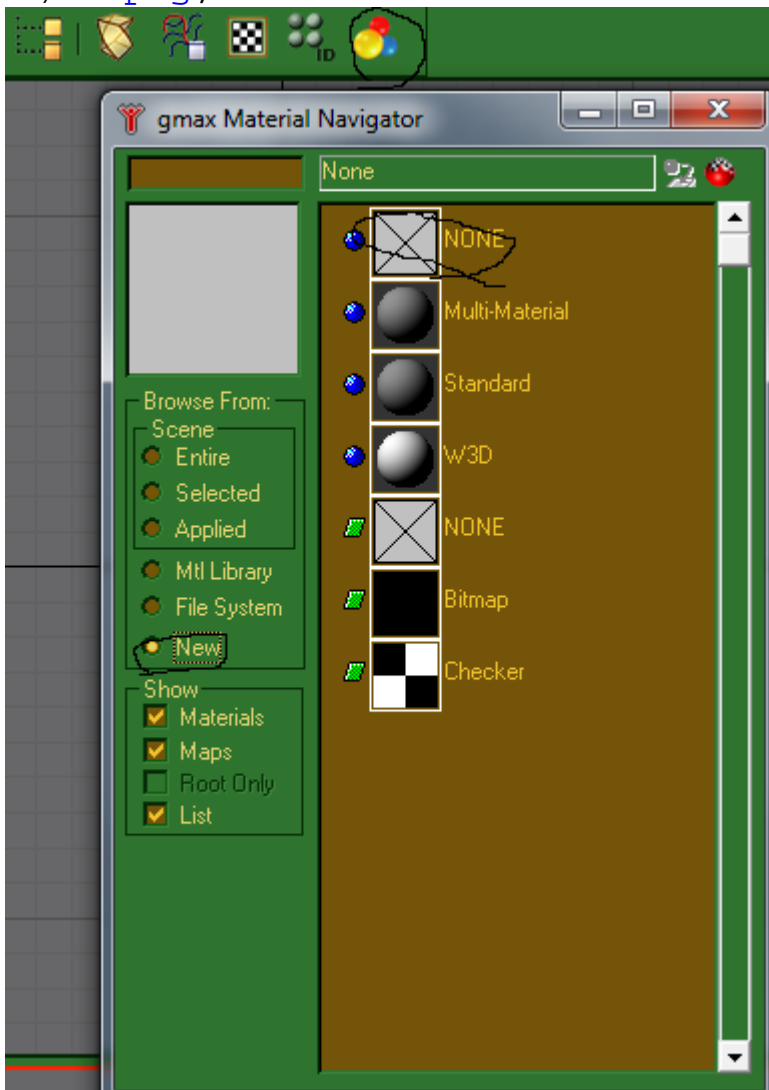 ID
gmax Material Navigator
None
NONE
Multi-Material
Standard
W3D
NONE
Bitmap
Checker
Browse From:
Scene
Entire
Selected
Applied
Mtl Library
File System
New
Show
Materials
Maps
Root Only
List